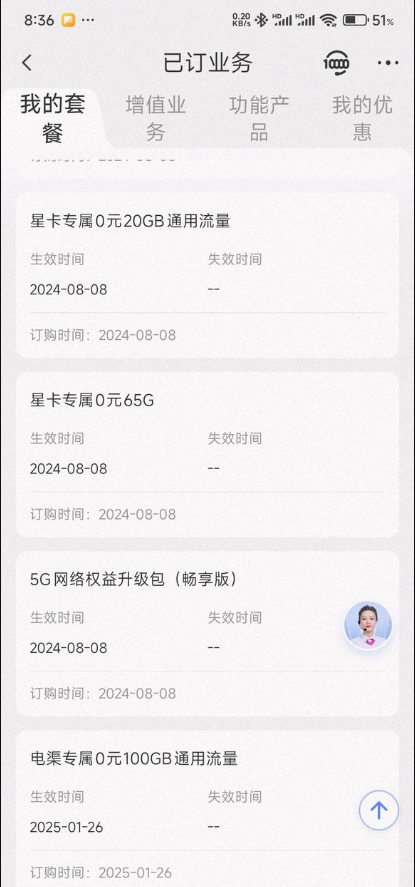 8:36
0.20
KB/s
HD
HD
51%
已订业务
10000
我的套
餐
增值业
务
功能产
品
我的优
惠
星卡专属0元20GB通用流量
生效时间 失效时间
2024-08-08 --
订购时间：2024-08-08
星卡专属0元65G
生效时间 失效时间
2024-08-08 --
订购时间：2024-08-08
5G网络权益升级包（畅享版）
生效时间 失效时间
2024-08-08 --
订购时间：2024-08-08
电渠专属0元100GB通用流量
生效时间 失效时间
2025-01-26 --
订购时间：2025-01-26